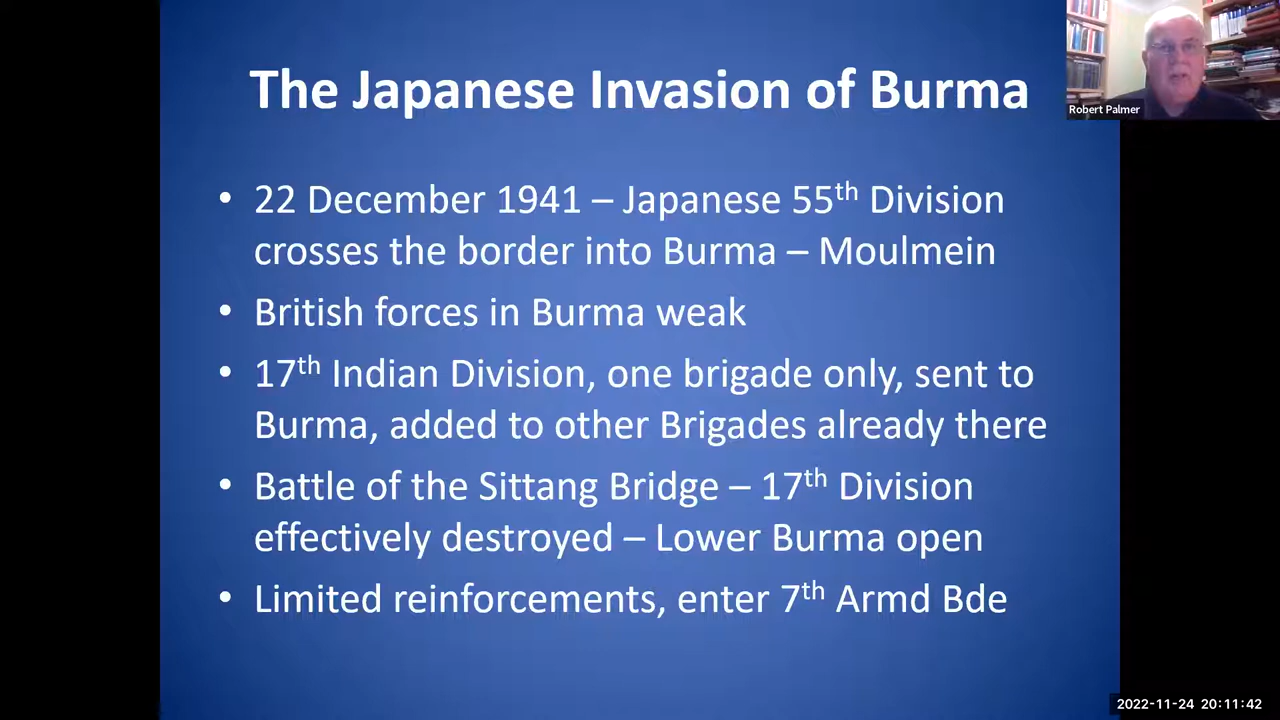 The Japanese Invasion of Burma
Robert Palmer
• 22 December 1941 – Japanese 55th Division
crosses the border into Burma – Moulmein
• British forces in Burma weak
• 17th Indian Division, one brigade only, sent to
Burma, added to other Brigades already there
• Battle of the Sittang Bridge – 17th Division
effectively destroyed – Lower Burma open
• Limited reinforcements, enter 7th Armd Bde
2022-11-24 20:11:42